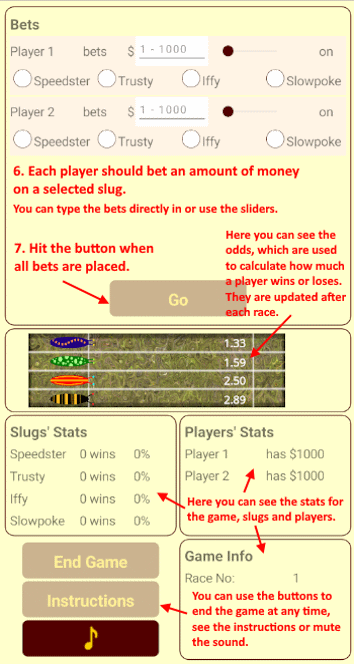 Bets
Player 1 bets $ 1 - 1000 on
Speedster Trusty Iffy Slowpoke
Player 2 bets $ 1 - 1000 on
Speedster Trusty Iffy Slowpoke
6. Each player should bet an amount of money
on a selected slug.
You can type the bets directly in or use the sliders.
7. Hit the button when
all bets are placed.
Here you can see the
odds, which are used
to calculate how much
a player wins or loses.
They are updated after
each race.
Go
1.33
1.59
2.50
2.89
Slugs' Stats
Speedster 0 wins 0%
Trusty 0 wins 0%
Iffy 0 wins 0%
Slowpoke 0 wins 0%
Players' Stats
Player 1 has $1000
Player 2 has $1000
Here you can see the stats for
the game, slugs and players.
End Game
Instructions
Game Info
Race No: 1
You can use the buttons to
end the game at any time,
see the instructions or mute
the sound.